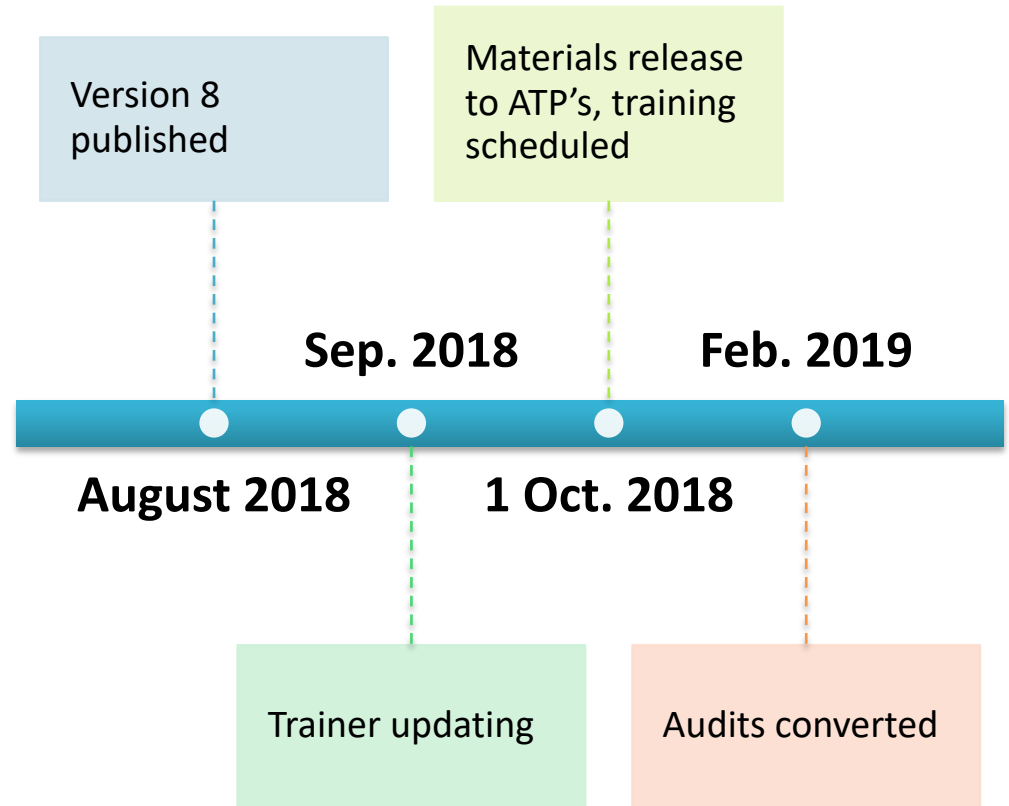 Version 8
published
Materials release
to ATP’s, training
scheduled
Sep. 2018
Feb. 2019
August 2018
1 Oct. 2018
Trainer updating
Audits converted